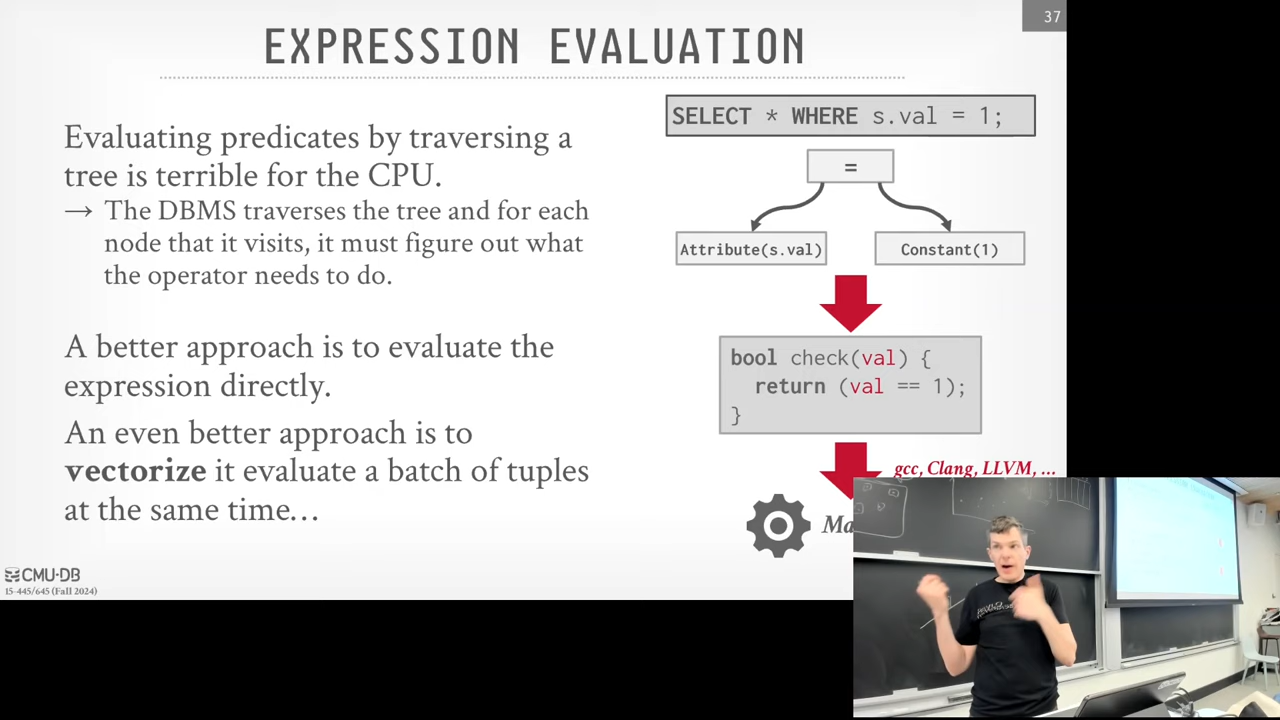 37
EXPRESSION EVALUATION
Evaluating predicates by traversing a
tree is terrible for the CPU.
→ The DBMS traverses the tree and for each
node that it visits, it must figure out what
the operator needs to do.
A better approach is to evaluate the
expression directly.
An even better approach is to
vectorize it evaluate a batch of tuples
at the same time…
SELECT * WHERE s.val = 1;
=
Attribute(s.val)
Constant(1)
bool check(val) {
return (val == 1);
}
gcc, Clang, LLVM, ...
CMU·DB
15-445/645 (Fall 2024)